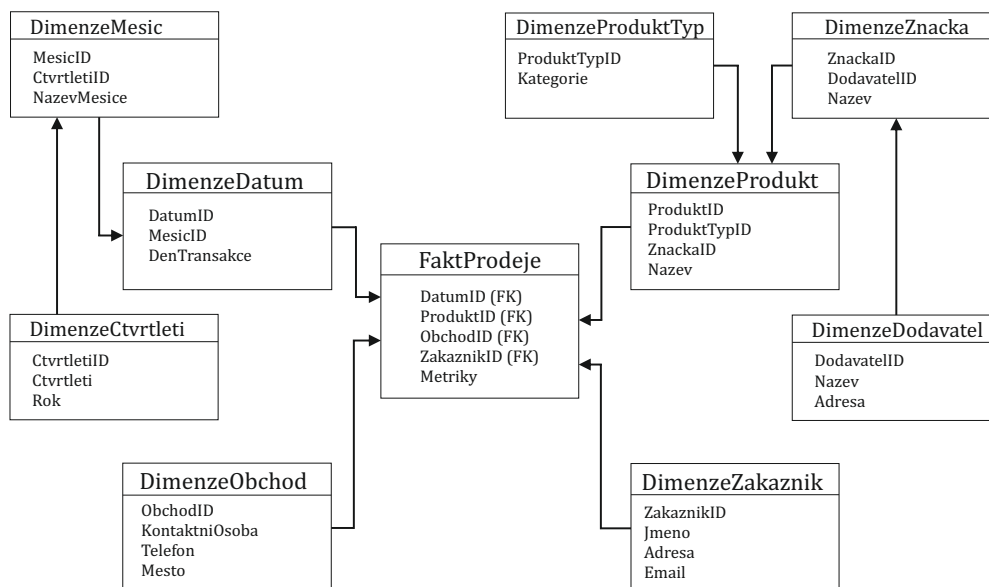 DimenzeMesic
MesicID
CtvrtletiID
NazevMesice
DimenzeProduktTyp
ProduktTypID
Kategorie
DimenzeZnacka
ZnackaID
DodavatelID
Nazev
DimenzeDatum
DatumID
MesicID
DenTransakce
DimenzeProdukt
ProduktID
ProduktTypID
ZnackaID
Nazev
FaktProdeje
DatumID (FK)
ProduktID (FK)
ObchodID (FK)
ZakaznikID (FK)
Metriky
DimenzeCtvrtleti
CtvrtletiID
Ctvrtleti
Rok
DimenzeDodavatel
DodavatelID
Nazev
Adresa
DimenzeObchod
ObchodID
KontaktniOsoba
Telefon
Mesto
DimenzeZakaznik
ZakaznikID
Jmeno
Adresa
Email